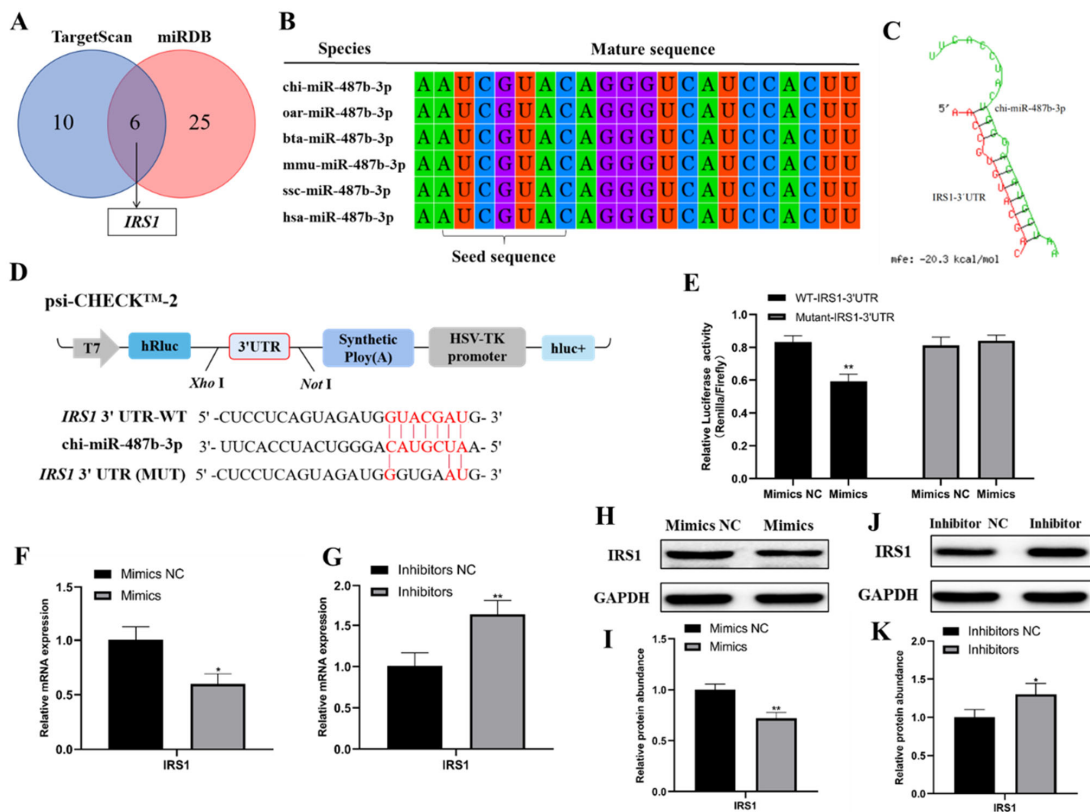 A
TargetScan
miRDB
10
6
25
IRS1
B
Species
Mature sequence
chi-miR-487b-3p
A A U C G U A C A G G G U C A U C C A C U U
oar-miR-487b-3p
A A U C G U A C A G G G U C A U C C A C U U
bta-miR-487b-3p
A A U C G U A C A G G G U C A U C C A C U U
mmu-miR-487b-3p
A A U C G U A C A G G G U C A U C C A C U U
ssc-miR-487b-3p
A A U C G U A C A G G G U C A U C C A C U U
hsa-miR-487b-3p
A A U C G U A C A G G G U C A U C C A C U U
Seed sequence
C
5'
chi-miR-487b-3p
IRS1-3'UTR
mfe: -20.3 kcal/mol
D
psi-CHECK™-2
T7
hRluc
3'UTR
Synthetic
Ploy(A)
HSV-TK
promoter
hluc+
Xho I
Not I
IRS1 3' UTR-WT 5' -CUCCUCAGUAGAUGGUACGAUG- 3'
chi-miR-487b-3p 3'- UUCACCUACUGGGACAUGCUAA- 5'
IRS1 3' UTR (MUT) 5' -CUCCUCAGUAGAUGGGUGAAUG- 3'
E
WT-IRS1-3'UTR
Mutant-IRS1-3'UTR
Relative Luciferase activity
(Renilla/Firefly)
1.0
0.8
0.6
0.4
0.2
0.0
**
Mimics NC
Mimics
Mimics NC
Mimics
F
Mimics NC
Mimics
Relative mRNA expression
1.5
1.0
0.5
0.0
*
IRS1
G
Inhibitors NC
Inhibitors
Relative mRNA expression
2.0
1.5
1.0
0.5
0.0
**
IRS1
H
Mimics NC
Mimics
IRS1
GAPDH
I
Mimics NC
Mimics
Relative protein abundance
1.5
1.0
0.5
0.0
**
IRS1
J
Inhibitor NC
Inhibitor
IRS1
GAPDH
K
Inhibitors NC
Inhibitors
Relative protein abundance
2.0
1.5
1.0
0.5
0.0
*
IRS1